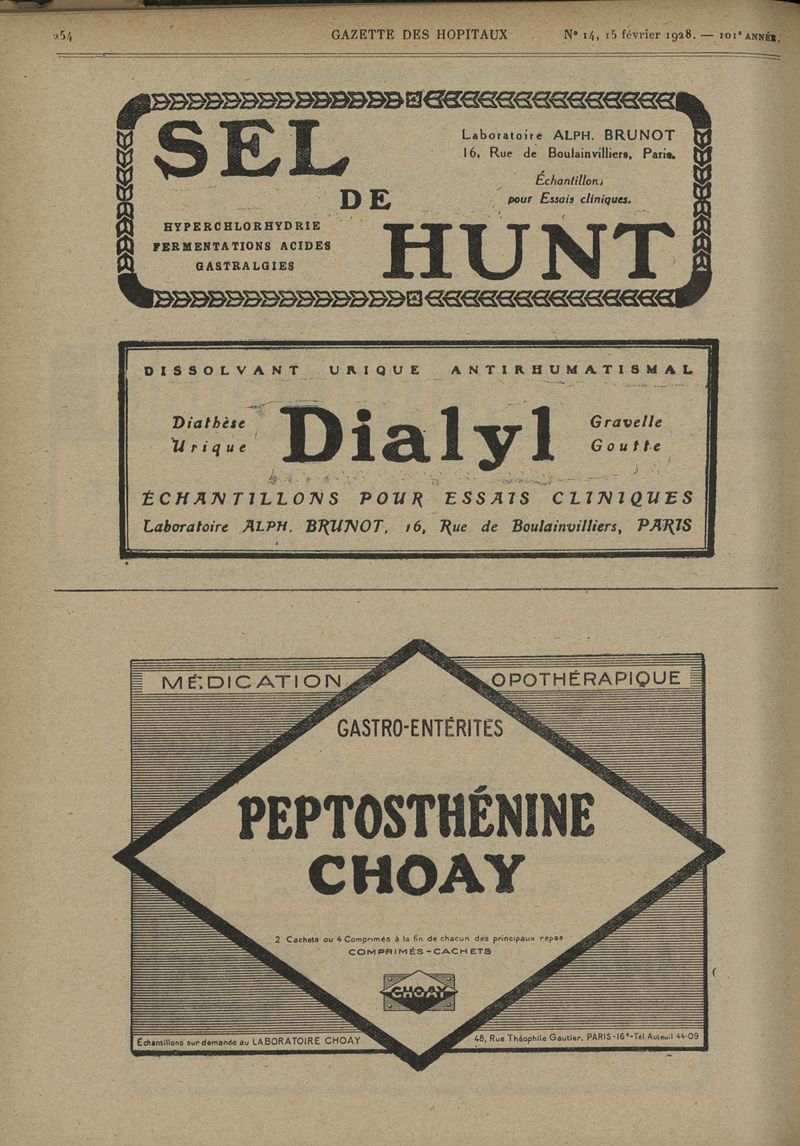 254 GAZETTE DES HOPITAUX N° 14, 15 février 1928. — 101e ANNÉE.
SEL
DE
HUNT
Laboratoire ALPH. BRUNOT
16, Rue de Boulainvilliers, Paris.
Échantillons
pour Essais cliniques.
HYPERCHLORHYDRIE
FERMENTATIONS ACIDES
GASTRALGIES
DISSOLVANT URIQUE ANTIRHUMATISMAL
Diathèse
Urique
Dialyl
Gravelle
Goutte
ÉCHANTILLONS POUR ESSAIS CLINIQUES
Laboratoire ALPH. BRUNOT, 16, Rue de Boulainvilliers, PARIS
MÉDICATION OPOTHÉRAPIQUE
GASTRO-ENTÉRITES
PEPTOSTHÉNINE
CHOAY
2 Cachets ou 4 Comprimés à la fin de chacun des principaux repas
COMPRIMÉS-CACHETS
CHOAY
Échantillons sur demande au LABORATOIRE CHOAY 48, Rue Théophile Gautier, PARIS-16e-Tél. Auteuil 44-09